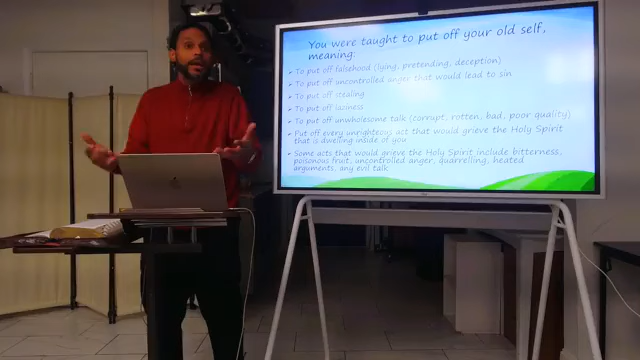 You were taught to put off your old self,
meaning:
To put off falsehood (lying, pretending, deception)
To put off uncontrolled anger that would lead to sin
To put off stealing
To put off laziness
To put off unwholesome talk (corrupt, rotten, bad, poor quality)
Put off every unrighteous act that would grieve the Holy Spirit
that is dwelling inside of you
Some acts that would grieve the Holy Spirit include bitterness,
poisonous fruit, uncontrolled anger, quarrelling, heated
arguments, any evil talk